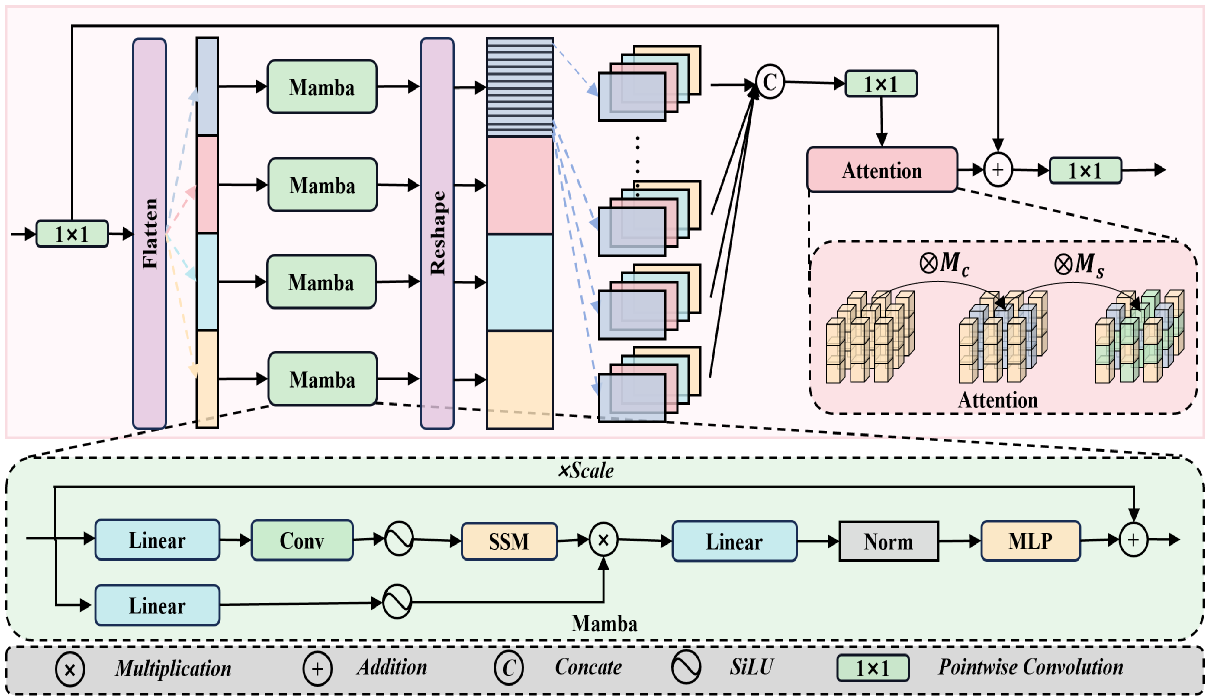 C
1×1
Mamba
Mamba
Mamba
Mamba
Flatten
Reshape
1×1
Attention
+
1×1
⊗M_c
⊗M_s
Attention
×Scale
Linear
Conv
SSM
×
Linear
Norm
MLP
+
Linear
Mamba
× Multiplication + Addition C Concate SiLU 1×1 Pointwise Convolution